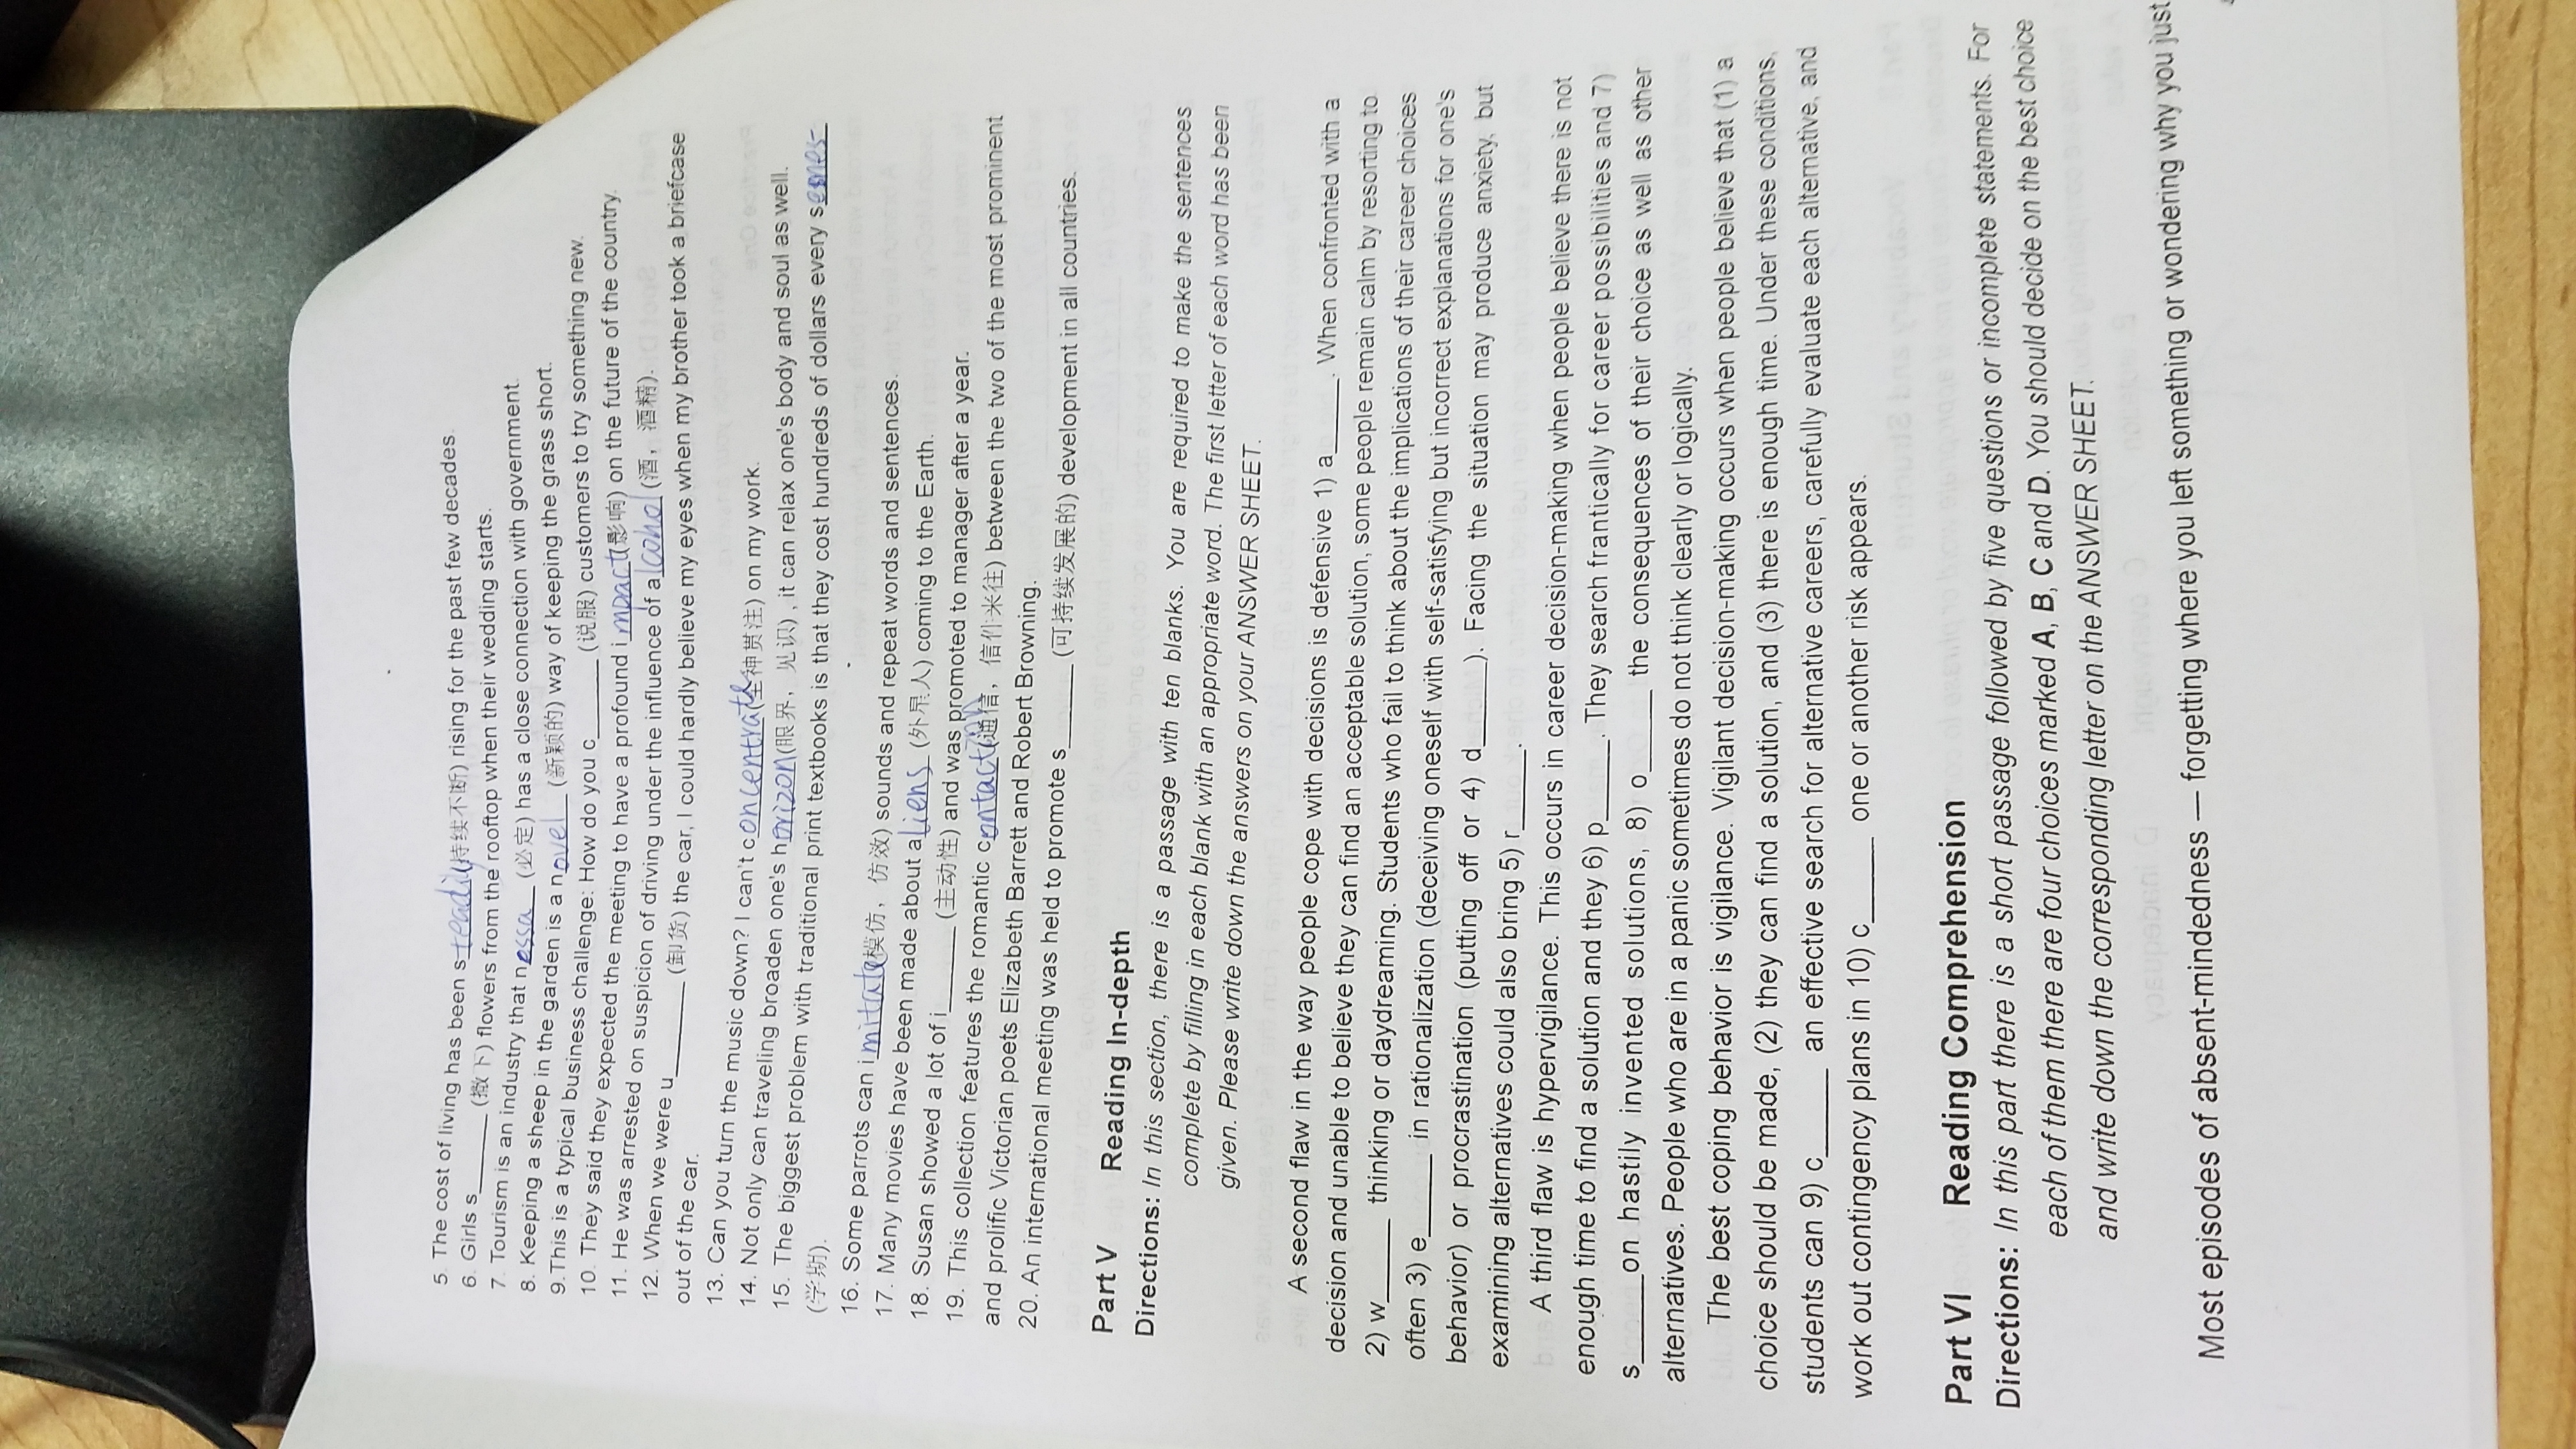 5. The cost of living has been steadily (持续不断) rising for the past few decades.
6. Girls s______ (撒下) flowers from the rooftop when their wedding starts.
7. Tourism is an industry that nessa (必定) has a close connection with government.
8. Keeping a sheep in the garden is a novel (新颖的) way of keeping the grass short.
9.This is a typical business challenge: How do you c______ (说服) customers to try something new.
10. They said they expected the meeting to have a profound impact (影响) on the future of the country.
11. He was arrested on suspicion of driving under the influence of alcohol (酒，酒精).
12. When we were u______ (卸货) the car, I could hardly believe my eyes when my brother took a briefcase
out of the car.
13. Can you turn the music down? I can't concentrate (全神贯注) on my work.
14. Not only can traveling broaden one's horizon (眼界，见识) , it can relax one's body and soul as well.
15. The biggest problem with traditional print textbooks is that they cost hundreds of dollars every semes
(学期).
16. Some parrots can imitate (模仿，仿效) sounds and repeat words and sentences.
17. Many movies have been made about aliens (外星人) coming to the Earth.
18. Susan showed a lot of i______ (主动性) and was promoted to manager after a year.
19. This collection features the romantic contaction (通信，信件来往) between the two of the most prominent
and prolific Victorian poets Elizabeth Barrett and Robert Browning.
20. An international meeting was held to promote s______ (可持续发展的) development in all countries.
Part V Reading In-depth
Directions: In this section, there is a passage with ten blanks. You are required to make the sentences
complete by filling in each blank with an appropriate word. The first letter of each word has been
given. Please write down the answers on your ANSWER SHEET.
A second flaw in the way people cope with decisions is defensive 1) a______. When confronted with a
decision and unable to believe they can find an acceptable solution, some people remain calm by resorting to
2) w______ thinking or daydreaming. Students who fail to think about the implications of their career choices
often 3) e______ in rationalization (deceiving oneself with self-satisfying but incorrect explanations for one's
behavior) or procrastination (putting off or 4) d______). Facing the situation may produce anxiety, but
examining alternatives could also bring 5) r______.
A third flaw is hypervigilance. This occurs in career decision-making when people believe there is not
enough time to find a solution and they 6) p______. They search frantically for career possibilities and 7)
s______on hastily invented solutions, 8) o______ the consequences of their choice as well as other
alternatives. People who are in a panic sometimes do not think clearly or logically.
The best coping behavior is vigilance. Vigilant decision-making occurs when people believe that (1) a
choice should be made, (2) they can find a solution, and (3) there is enough time. Under these conditions,
students can 9) c______ an effective search for alternative careers, carefully evaluate each alternative, and
work out contingency plans in 10) c______ one or another risk appears.
Part VI Reading Comprehension
Directions: In this part there is a short passage followed by five questions or incomplete statements. For
each of them there are four choices marked A, B, C and D. You should decide on the best choice
and write down the corresponding letter on the ANSWER SHEET.
Most episodes of absent-mindedness — forgetting where you left something or wondering why you just